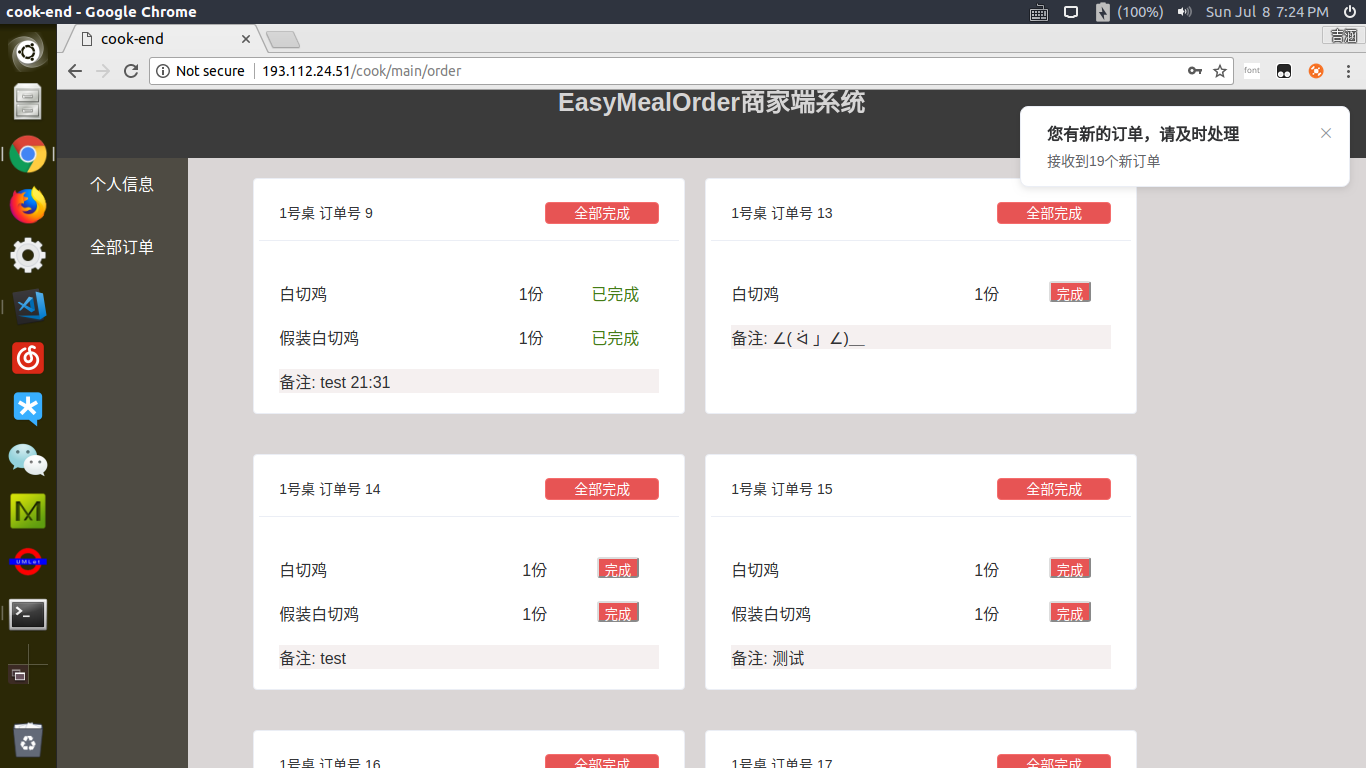 cook-end - Google Chrome
(100%) Sun Jul 8 7:24 PM
cook-end
吉涵
Not secure 193.112.24.51/cook/main/order
font
EasyMealOrder商家端系统
您有新的订单，请及时处理
接收到19个新订单
个人信息
全部订单
1号桌 订单号 9 全部完成
白切鸡 1份 已完成
假装白切鸡 1份 已完成
备注: test 21:31
1号桌 订单号 13 全部完成
白切鸡 1份 完成
备注: ∠( ᐛ 」∠)＿
1号桌 订单号 14 全部完成
白切鸡 1份 完成
假装白切鸡 1份 完成
备注: test
1号桌 订单号 15 全部完成
白切鸡 1份 完成
假装白切鸡 1份 完成
备注: 测试
1号桌 订单号 16 全部完成
1号桌 订单号 17 全部完成
UMLet